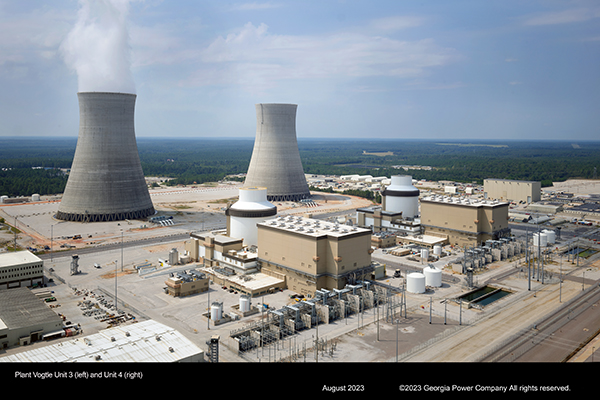 Plant Vogtle Unit 3 (left) and Unit 4 (right)
August 2023 ©2023 Georgia Power Company All rights reserved.